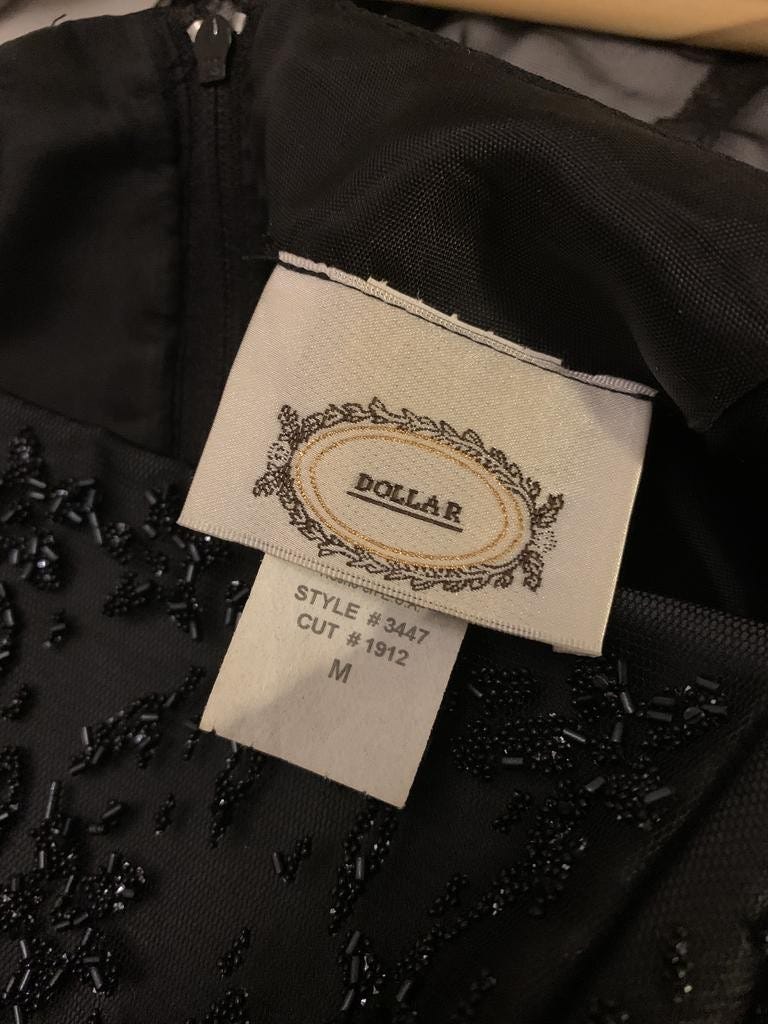 DOLLAR
STYLE # 3447
CUT # 1912
M